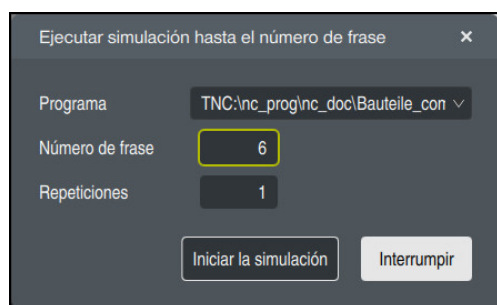 Ejecutar simulación hasta el número de frase
Programa TNC:\nc_prog\nc_doc\Bauteile_con
Número de frase 6
Repeticiones 1
Iniciar la simulación Interrumpir